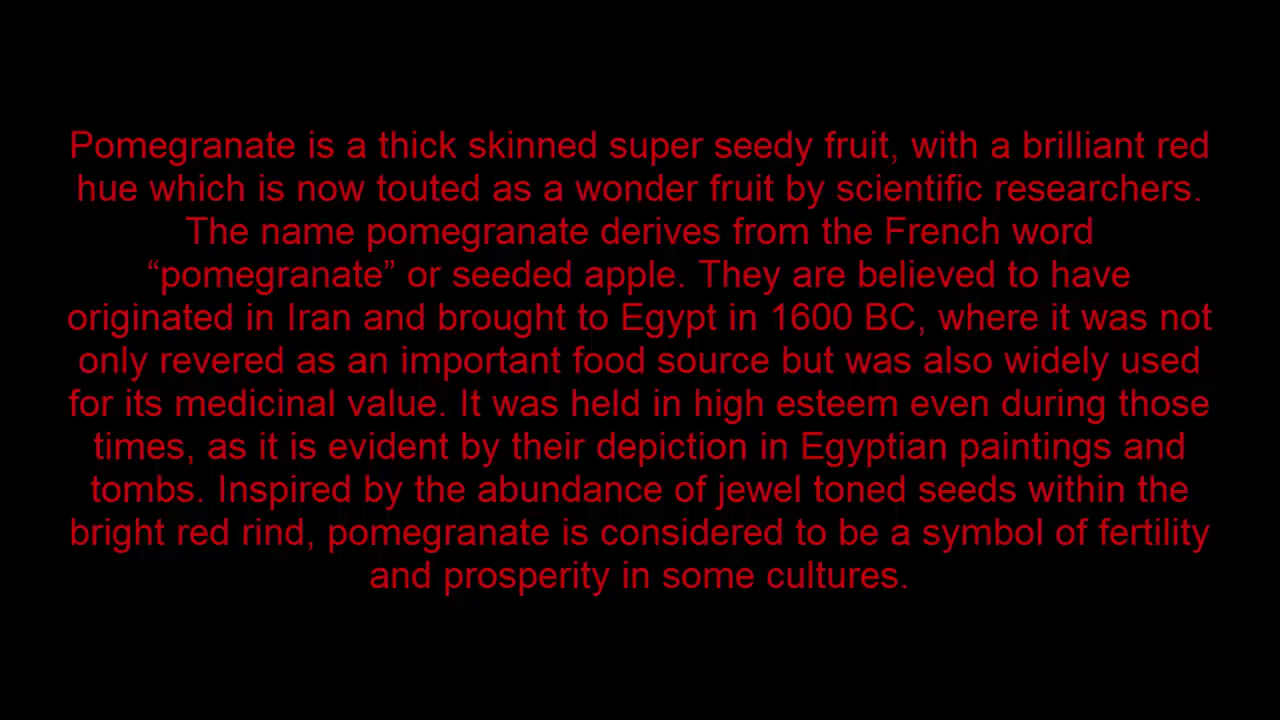 Pomegranate is a thick skinned super seedy fruit, with a brilliant red
hue which is now touted as a wonder fruit by scientific researchers.
The name pomegranate derives from the French word
“pomegranate” or seeded apple. They are believed to have
originated in Iran and brought to Egypt in 1600 BC, where it was not
only revered as an important food source but was also widely used
for its medicinal value. It was held in high esteem even during those
times, as it is evident by their depiction in Egyptian paintings and
tombs. Inspired by the abundance of jewel toned seeds within the
bright red rind, pomegranate is considered to be a symbol of fertility
and prosperity in some cultures.